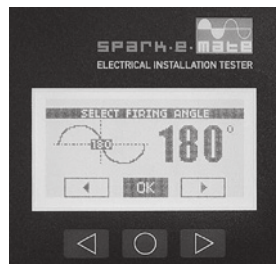 spark.e.mate
ELECTRICAL INSTALLATION TESTER
SELECT FIRING ANGLE
180
180°
OK